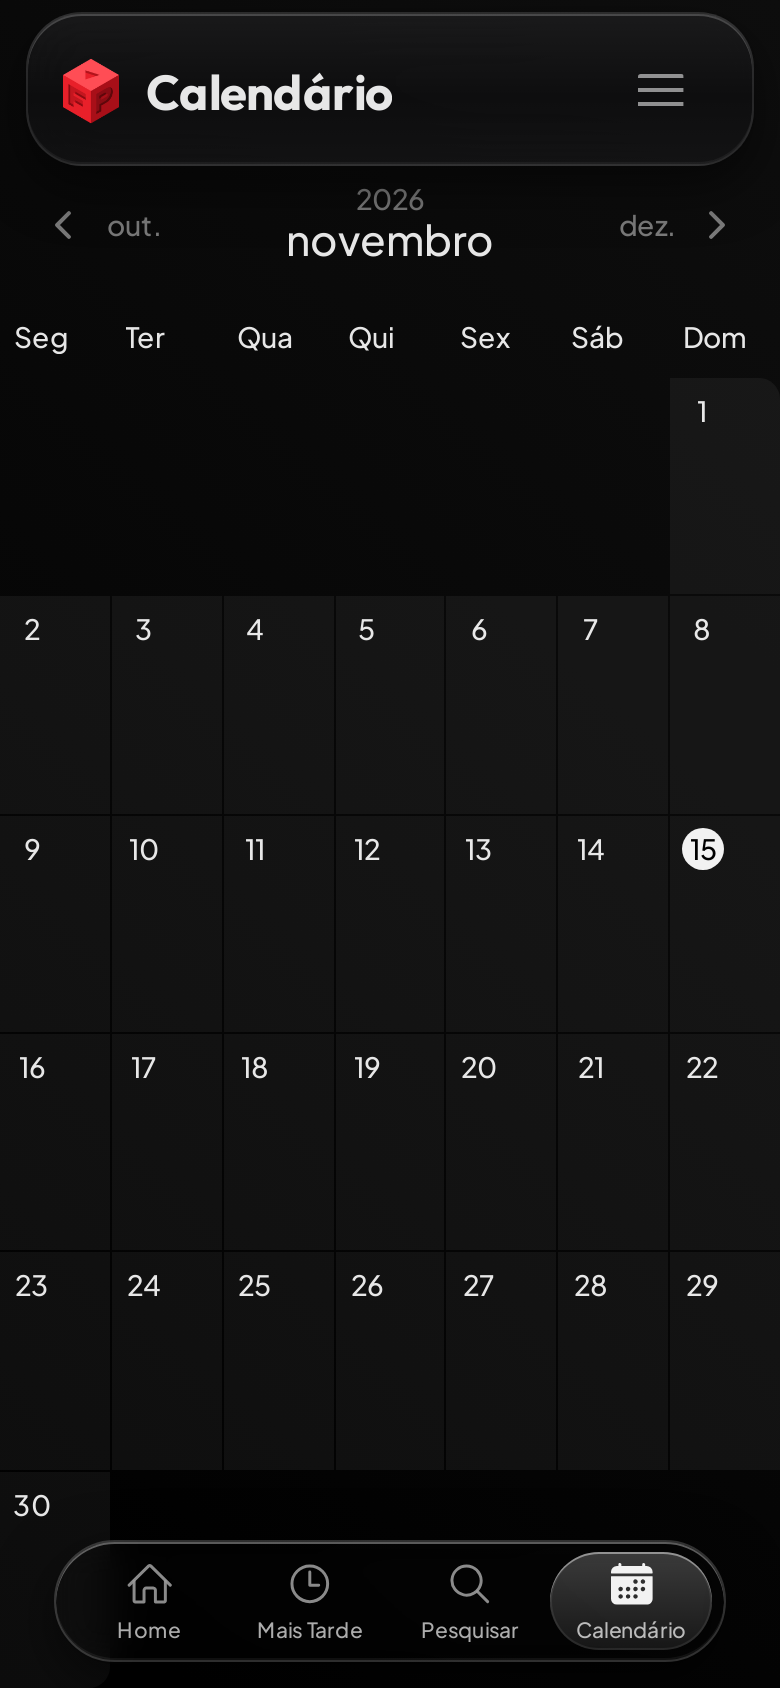 Calendário
2026
out. novembro dez.
Seg Ter Qua Qui Sex Sáb Dom
1
2 3 4 5 6 7 8
9 10 11 12 13 14 15
16 17 18 19 20 21 22
23 24 25 26 27 28 29
30
Home Mais Tarde Pesquisar Calendário